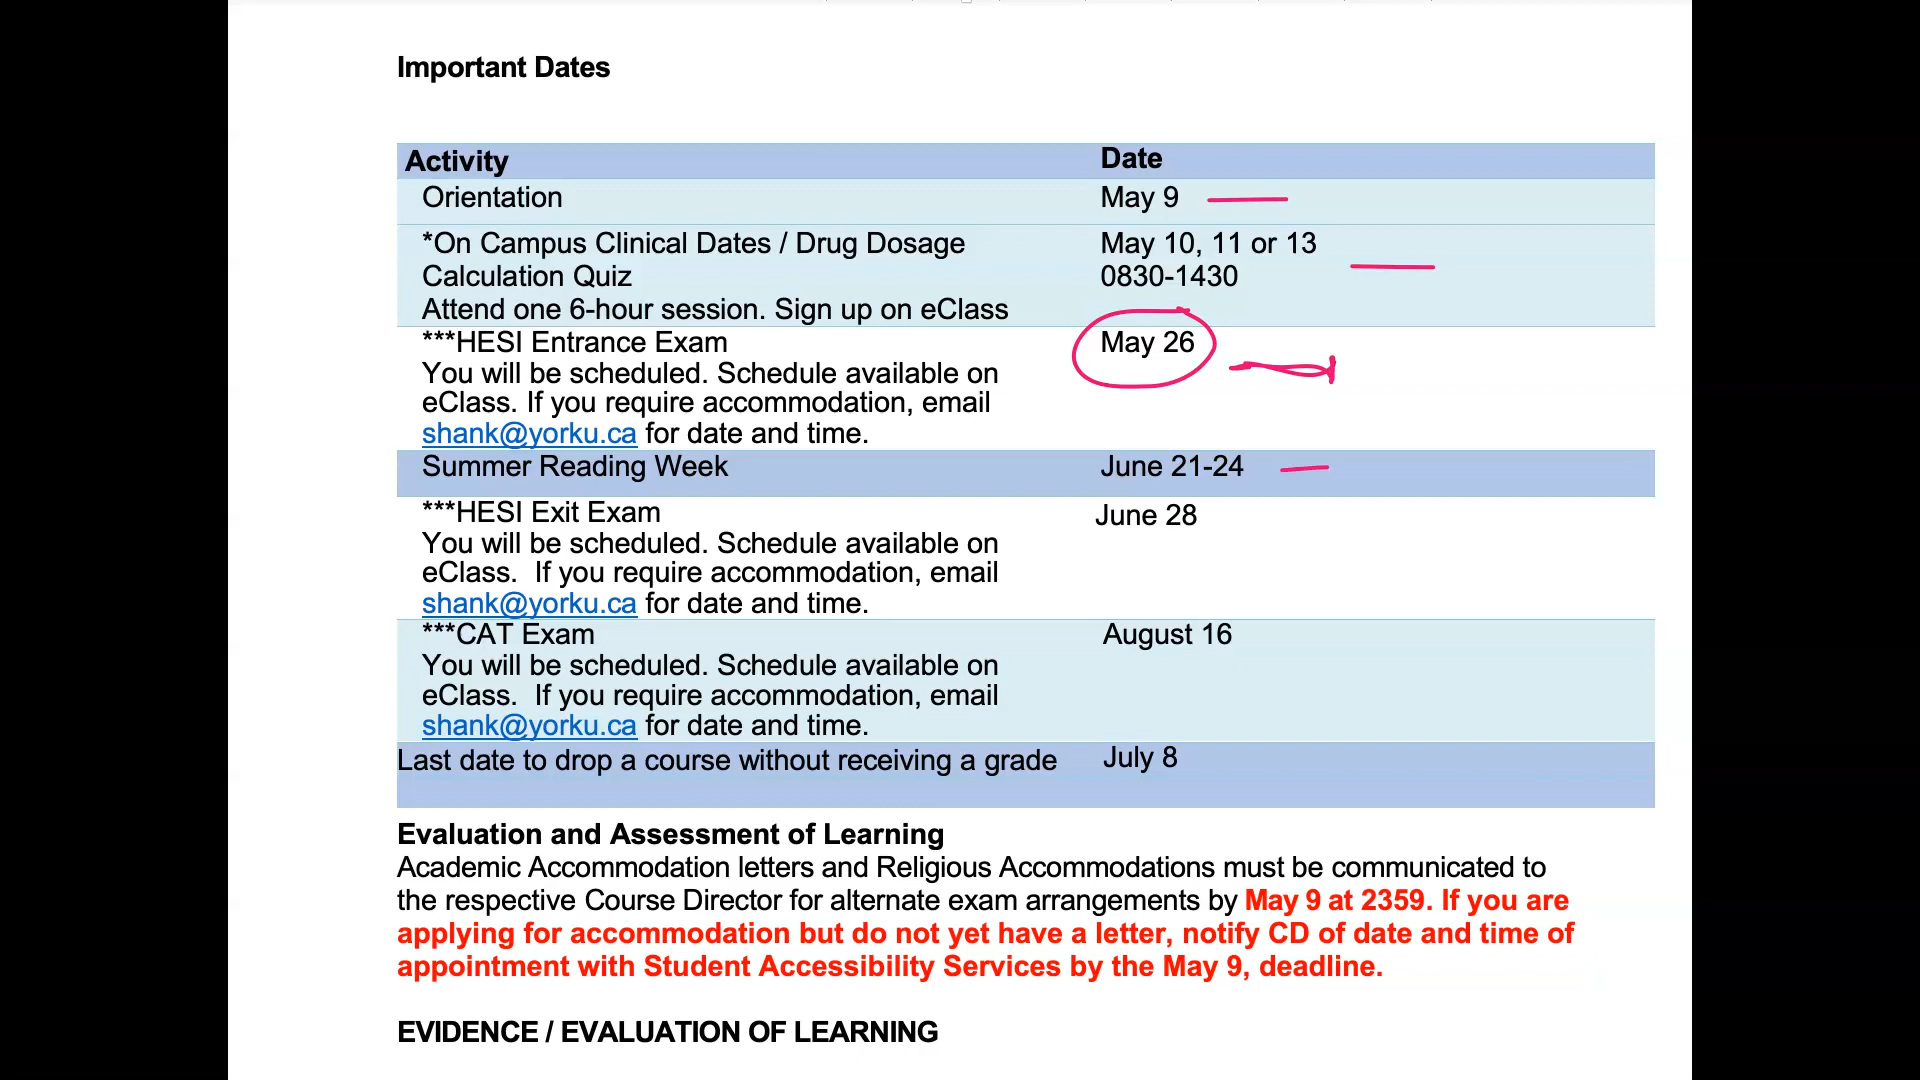 Important Dates
Activity Date
Orientation May 9
*On Campus Clinical Dates / Drug Dosage May 10, 11 or 13
Calculation Quiz 0830-1430
Attend one 6-hour session. Sign up on eClass
***HESI Entrance Exam May 26
You will be scheduled. Schedule available on
eClass. If you require accommodation, email
shank@yorku.ca for date and time.
Summer Reading Week June 21-24
***HESI Exit Exam June 28
You will be scheduled. Schedule available on
eClass.  If you require accommodation, email
shank@yorku.ca for date and time.
***CAT Exam August 16
You will be scheduled. Schedule available on
eClass.  If you require accommodation, email
shank@yorku.ca for date and time.
Last date to drop a course without receiving a grade July 8
Evaluation and Assessment of Learning
Academic Accommodation letters and Religious Accommodations must be communicated to
the respective Course Director for alternate exam arrangements by May 9 at 2359. If you are
applying for accommodation but do not yet have a letter, notify CD of date and time of
appointment with Student Accessibility Services by the May 9, deadline.
EVIDENCE / EVALUATION OF LEARNING